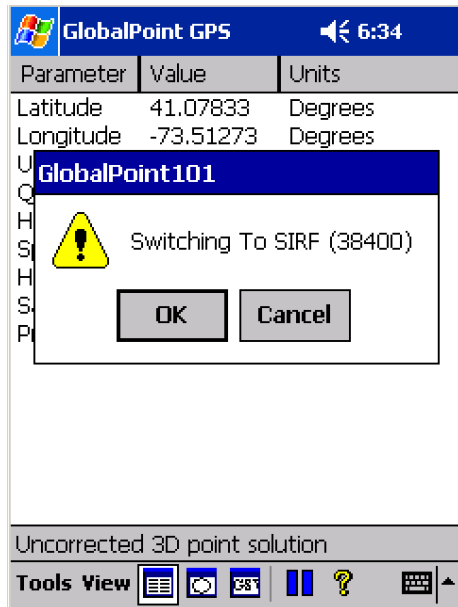 GlobalPoint GPS 6:34
Parameter Value Units
Latitude 41.07833 Degrees
Longitude -73.51273 Degrees
GlobalPoint101
Switching To SIRF (38400)
OK Cancel
Uncorrected 3D point solution
Tools View